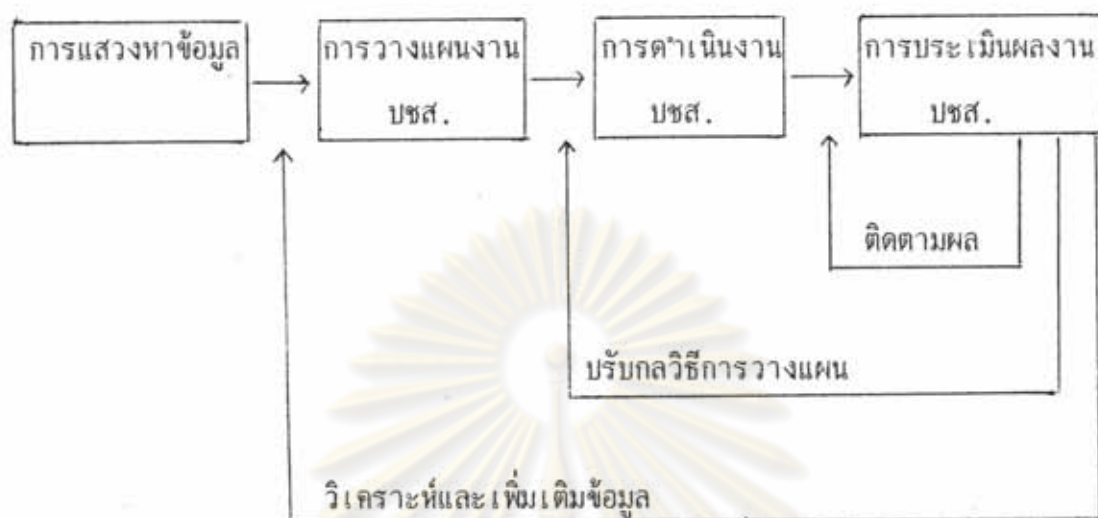 การแสวงหาข้อมูล
การวางแผนงาน
ปชส.
การดำเนินงาน
ปชส.
การประเมินผลงาน
ปชส.
ติดตามผล
ปรับกลวิธีการวางแผน
วิเคราะห์และเพิ่มเติมข้อมูล